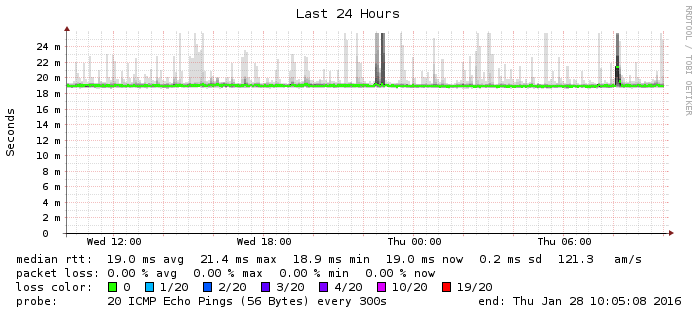 Last 24 Hours
RRDTOOL / TOBI OETIKER
Seconds
24 m
22 m
20 m
18 m
16 m
14 m
12 m
10 m
8 m
6 m
4 m
2 m
0
Wed 12:00 Wed 18:00 Thu 00:00 Thu 06:00
median rtt: 19.0 ms avg 21.4 ms max 18.9 ms min 19.0 ms now 0.2 ms sd 121.3 am/s
packet loss: 0.00 % avg 0.00 % max 0.00 % min 0.00 % now
loss color: 0 1/20 2/20 3/20 4/20 10/20 19/20
probe: 20 ICMP Echo Pings (56 Bytes) every 300s end: Thu Jan 28 10:05:08 2016